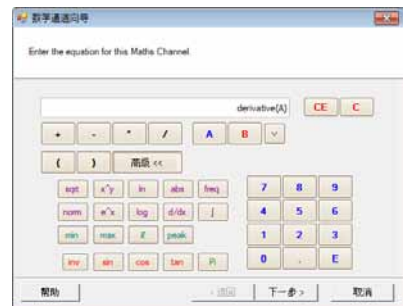 数学通道向导
Enter the equation for this Maths Channel.
derivative(A) CE C
+ - * / A B
( ) 高级 <<
sqrt x^y ln abs freq 7 8 9
norm e^x log d/dx ∫ 4 5 6
min max peak 1 2 3
inv sin cos tan Pi 0 . E
帮助 < 返回 下一步 > 取消